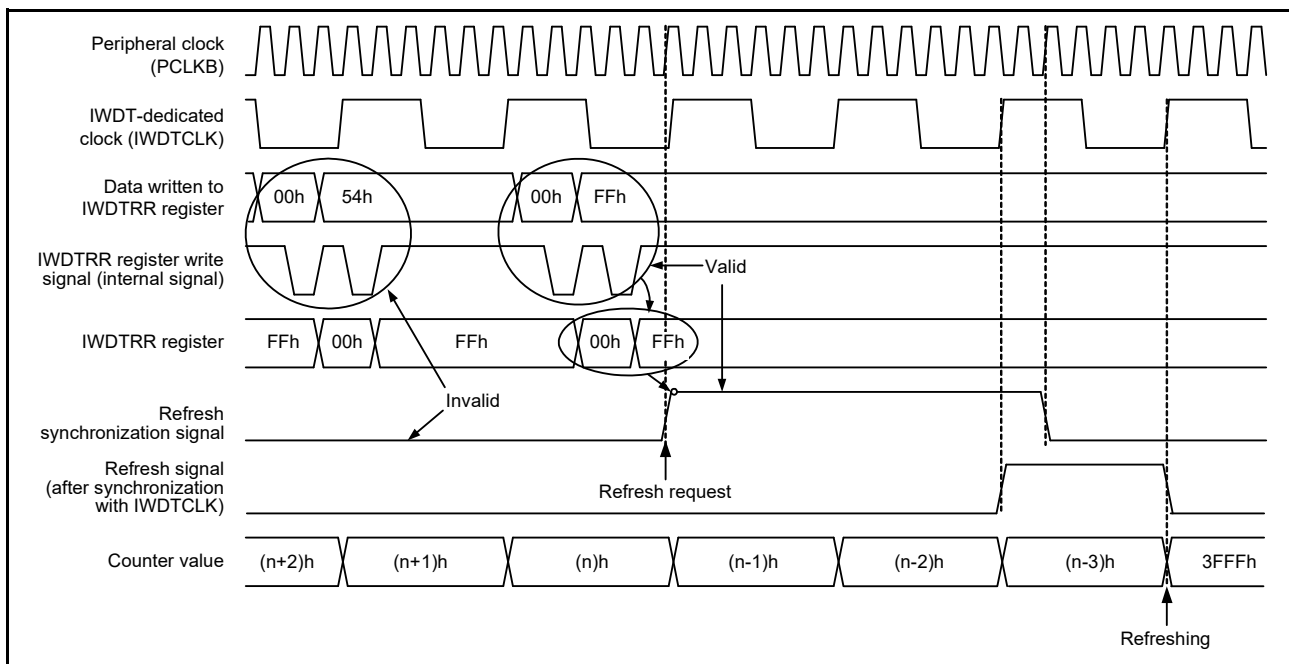 Peripheral clock
(PCLKB)
IWDT-dedicated
clock (IWDTCLK)
Data written to
IWDTRR register
00h
54h
00h
FFh
IWDTRR register write
signal (internal signal)
Valid
IWDTRR register
FFh
00h
FFh
00h
FFh
Invalid
Refresh
synchronization signal
Refresh request
Refresh signal
(after synchronization
with IWDTCLK)
Counter value
(n+2)h
(n+1)h
(n)h
(n-1)h
(n-2)h
(n-3)h
3FFFh
Refreshing